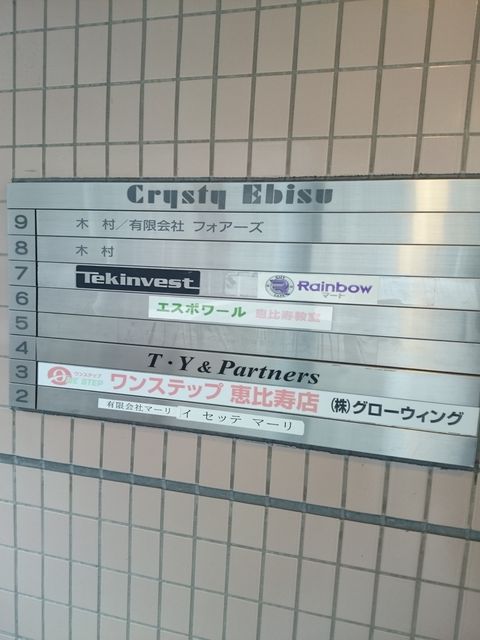 Crysty Ebisu
9 木 村／有限会社 フォアーズ
8 木 村
7 Tekinvest Rainbow
マート
6 エスポワール 恵比寿教室
5
4 T・Y & Partners
3 ワンステップ ONE STEP ワンステップ 恵比寿店 (株)グローウィング
2 有限会社マーリ イ セッテ マーリ